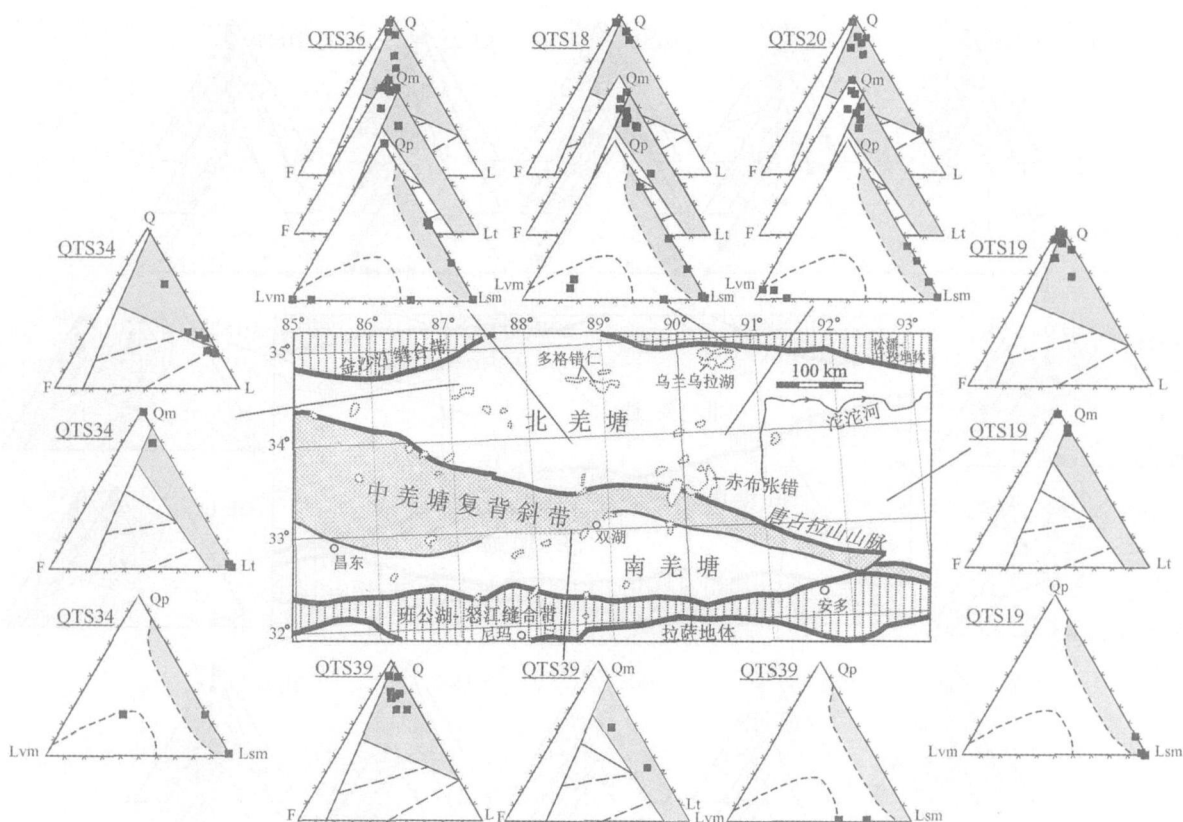 QTS36
Q
Qm
Qp
F
L
F
Lt
Lvm
Lsm
QTS18
Q
Qm
Qp
F
L
F
Lt
Lvm
Lsm
QTS20
Q
Qm
Qp
F
L
F
Lt
Lvm
Lsm
QTS34
Q
F
L
QTS34
Qm
F
Lt
QTS34
Qp
Lvm
Lsm
QTS19
Q
F
L
QTS19
Qm
F
Lt
QTS19
Qp
Lvm
Lsm
85°
86°
87°
88°
89°
90°
91°
92°
93°
35°
34°
33°
32°
金沙江缝合带
多格错仁
乌兰乌拉湖
松潘-
甘孜地体
100 km
北羌塘
沱沱河
赤布张错
中羌塘复背斜带
双湖
唐古拉山山脉
昌东
南羌塘
安多
班公湖-怒江缝合带
尼玛
拉萨地体
QTS39
Q
F
L
QTS39
Qm
F
Lt
QTS39
Qp
Lvm
Lsm